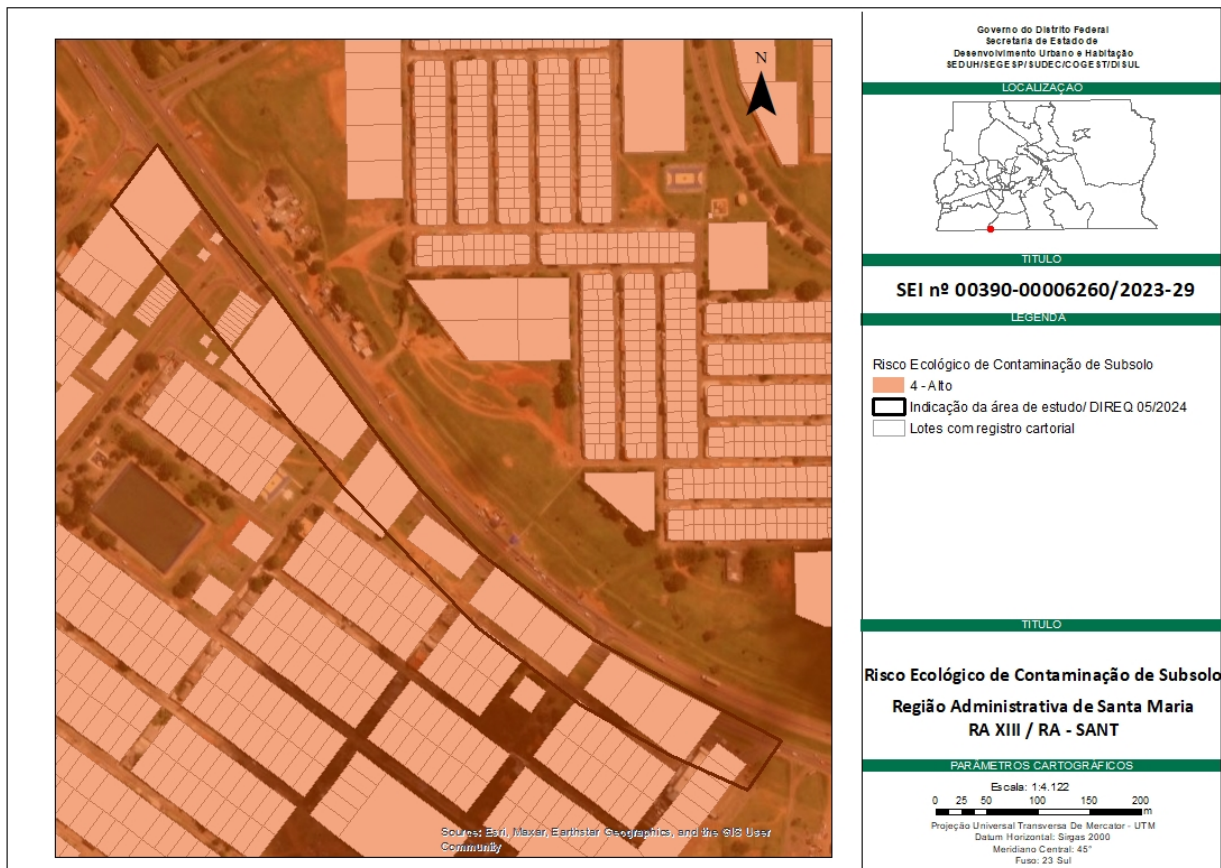 N
Source: Esri, Maxar, Earthstar Geographics, and the GIS User
Community
Governo do Distrito Federal
Secretaria de Estado de
Desenvolvimento Urbano e Habitação
SEDUH/SEGESP/SUDEC/COGEST/DISUL
LOCALIZAÇÃO
TITULO
SEI nº 00390-00006260/2023-29
LEGENDA
Risco Ecológico de Contaminação de Subsolo
4 - Alto
Indicação da área de estudo/ DIREQ 05/2024
Lotes com registro cartorial
TITULO
Risco Ecológico de Contaminação de Subsolo
Região Administrativa de Santa Maria
RA XIII / RA - SANT
PARÂMETROS CARTOGRÁFICOS
Escala: 1:4.122
0 25 50 100 150 200
m
Projeção Universal Transversa De Mercator - UTM
Datum Horizontal: Sirgas 2000
Meridiano Central: 45°
Fuso: 23 Sul